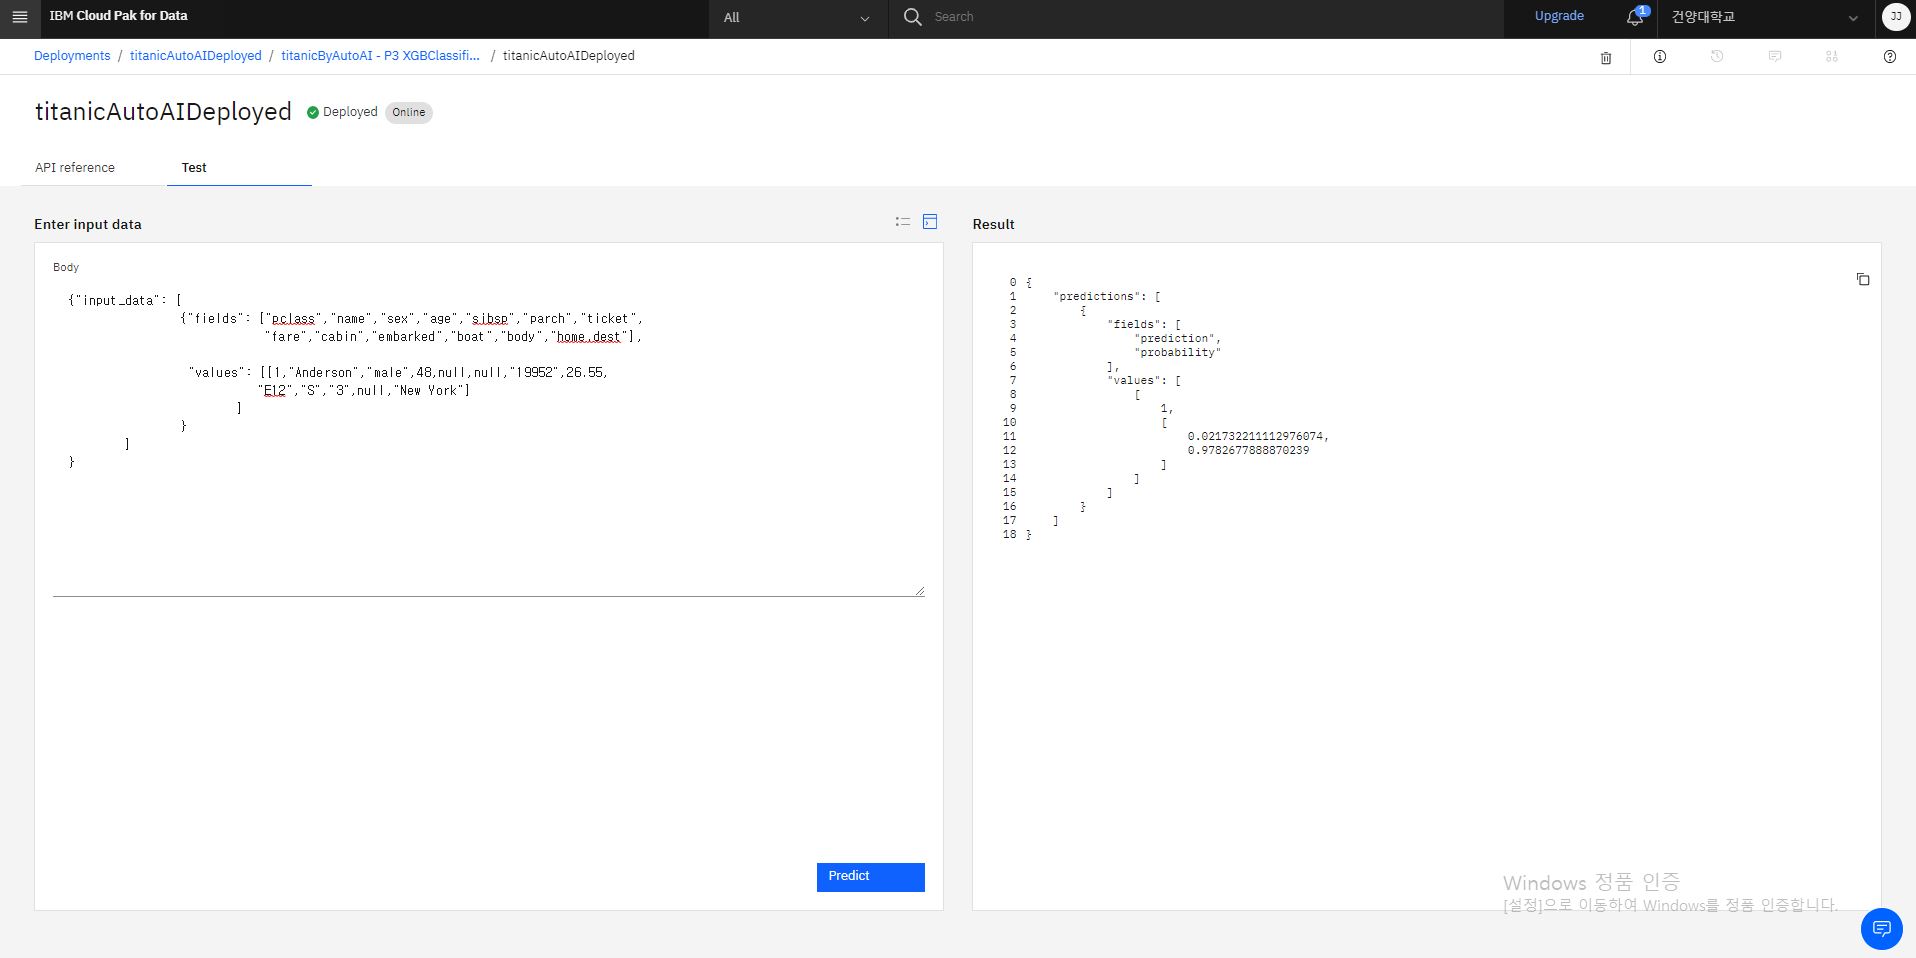 IBM Cloud Pak for Data
All
Search
Upgrade
1
건양대학교
JJ
Deployments / titanicAutoAIDeployed / titanicByAutoAI - P3 XGBClassifi... / titanicAutoAIDeployed
titanicAutoAIDeployed
Deployed
Online
API reference
Test
Enter input data
Body
{"input_data": [
{"fields": ["pclass","name","sex","age","sibsp","parch","ticket",
"fare","cabin","embarked","boat","body","home.dest"],
"values": [[1,"Anderson","male",48,null,null,"19952",26.55,
"E12","S","3",null,"New York"]
]
}
]
}
Predict
Result
0 {
1 "predictions": [
2 {
3 "fields": [
4 "prediction",
5 "probability"
6 ],
7 "values": [
8 [
9 1,
10 [
11 0.021732211112976074,
12 0.9782677888870239
13 ]
14 ]
15 ]
16 }
17 ]
18 }
Windows 정품 인증
[설정]으로 이동하여 Windows를 정품 인증합니다.